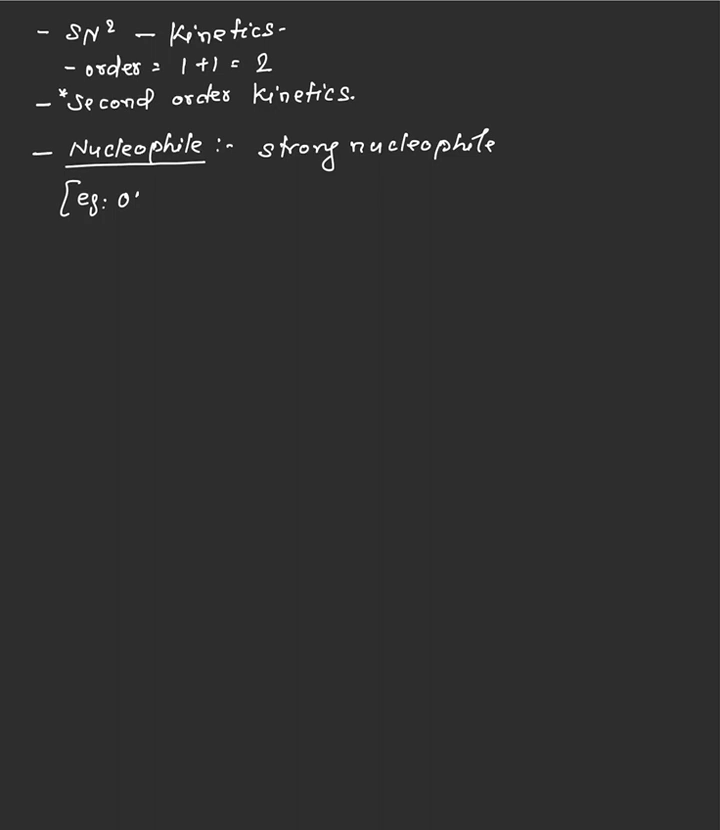 - SN² - Kinetics-
- order = 1+1 = 2
- *Second order Kinetics.
- Nucleophile :- strong nucleophile
[eg: o'